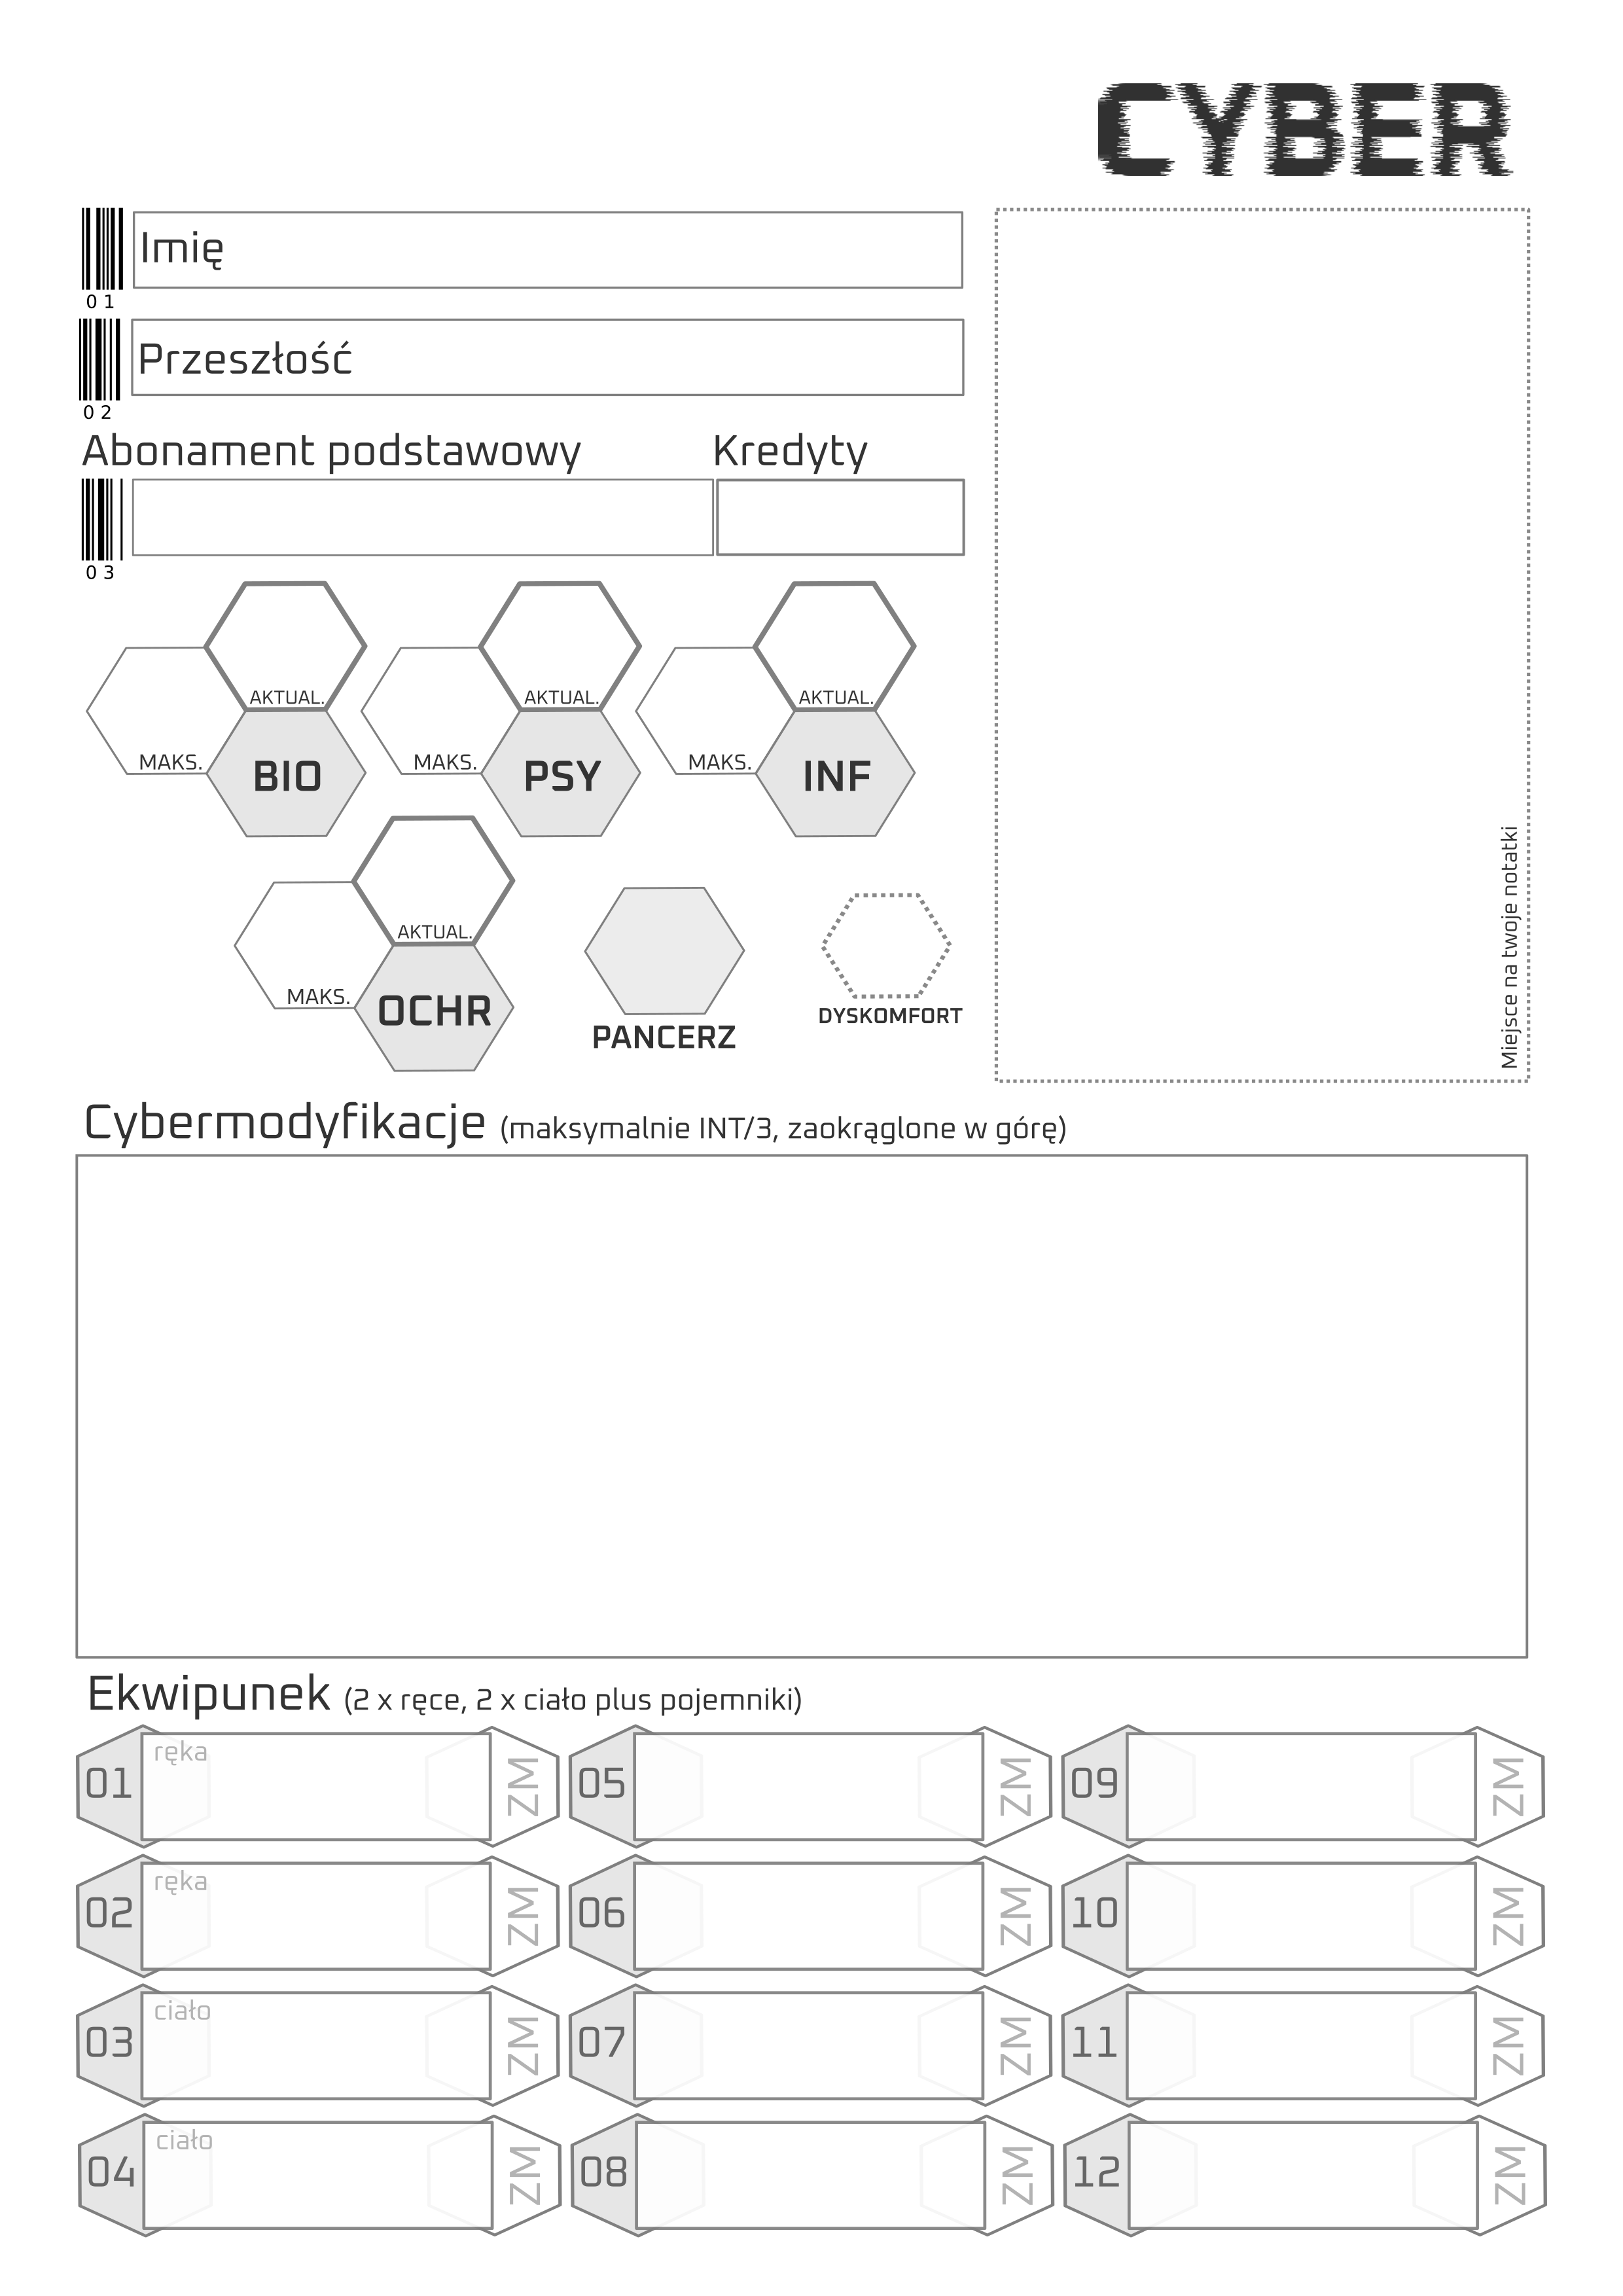 CYBER
Imię
01
Przeszłość
02
Abonament podstawowy Kredyty
03
AKTUAL. AKTUAL. AKTUAL.
MAKS. MAKS. MAKS.
BIO PSY INF
AKTUAL.
MAKS.
OCHR
PANCERZ
DYSKOMFORT
Miejsce na twoje notatki
Cybermodyfikacje (maksymalnie INT/3, zaokrąglone w górę)
Ekwipunek (2 x ręce, 2 x ciało plus pojemniki)
01 ręka ZM 05 ZM 09 ZM
02 ręka ZM 06 ZM 10 ZM
03 ciało ZM 07 ZM 11 ZM
04 ciało ZM 08 ZM 12 ZM